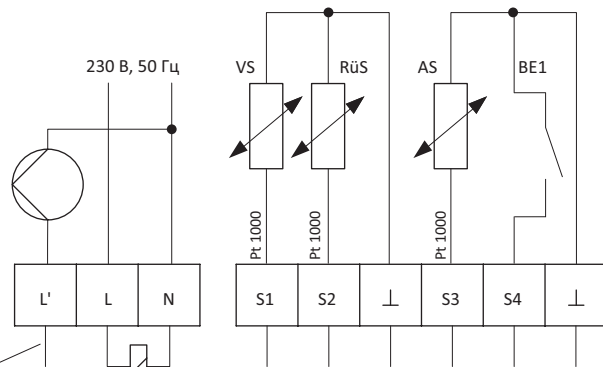 230 В, 50 Гц
VS
RüS
AS
BE1
Pt 1000
Pt 1000
Pt 1000
L'
L
N
S1
S2
⊥
S3
S4
⊥